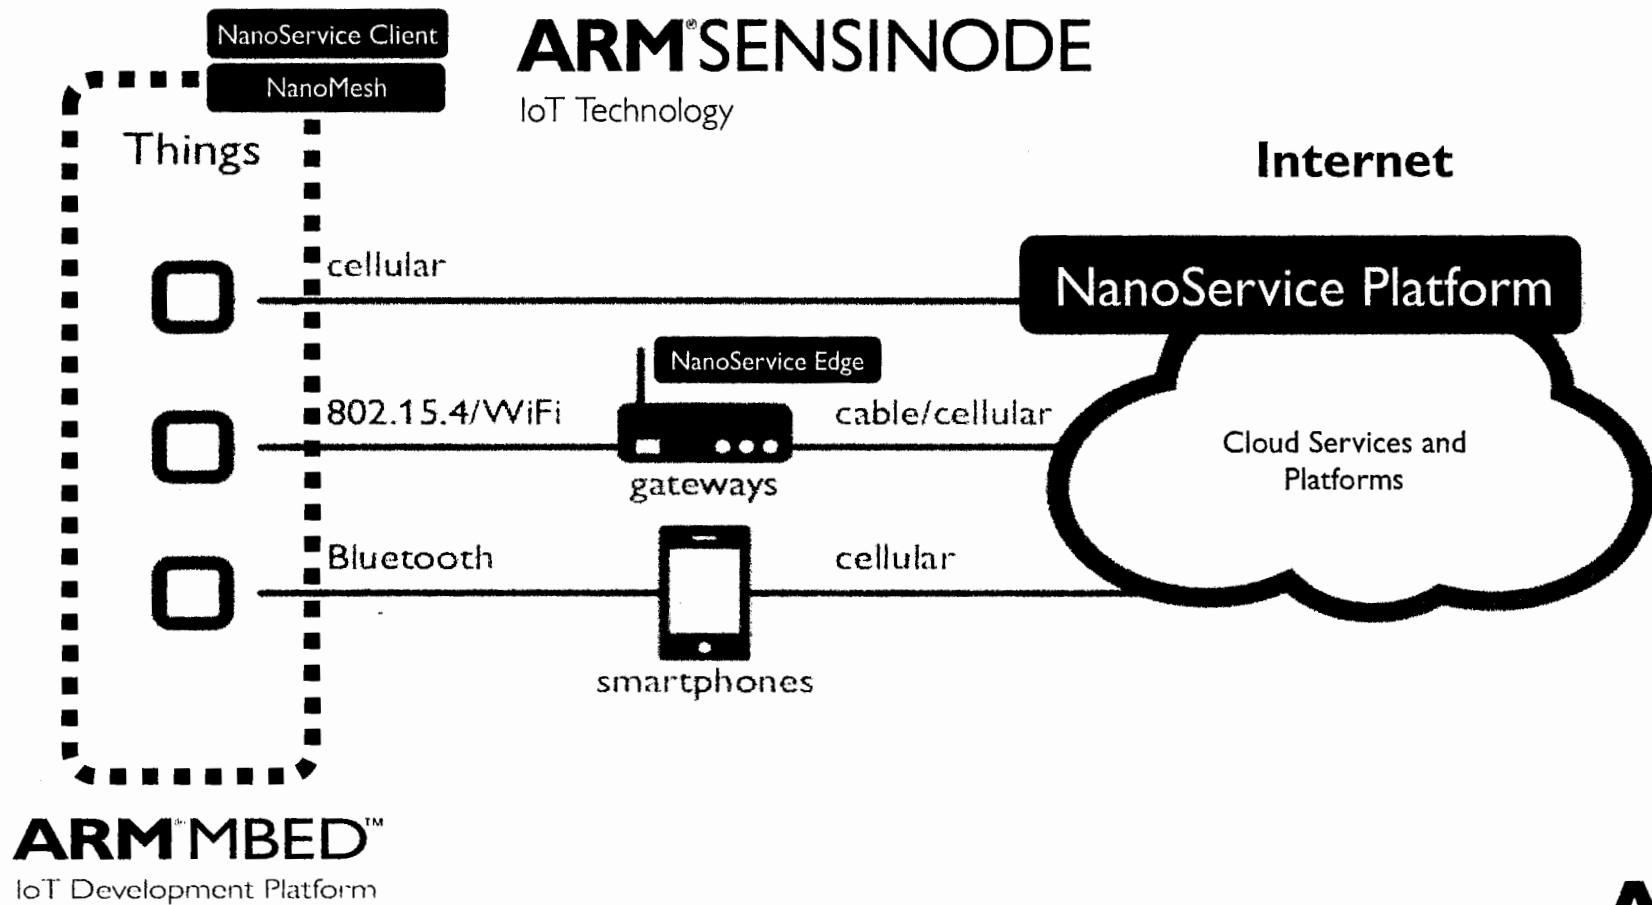 NanoService Client
NanoMesh
ARM®SENSINODE
IoT Technology
Things
Internet
cellular
NanoService Platform
NanoService Edge
802.15.4/WiFi
cable/cellular
gateways
Cloud Services and
Platforms
Bluetooth
cellular
smartphones
ARM®MBED™
IoT Development Platform